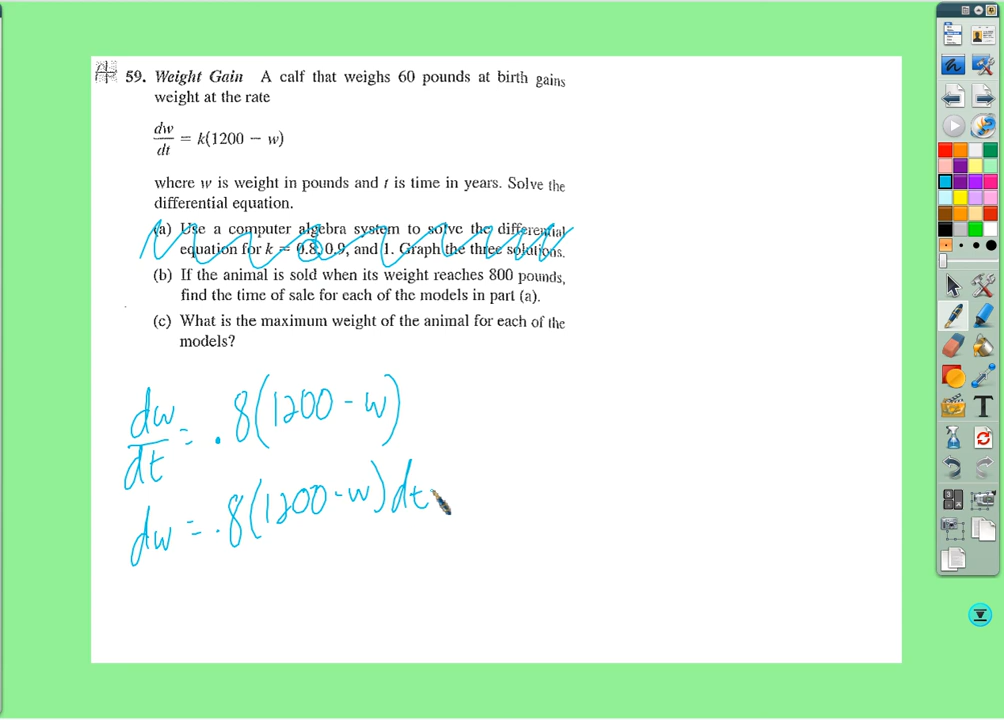 59. Weight Gain A calf that weighs 60 pounds at birth gains
weight at the rate
dw/dt = k(1200 − w)
where w is weight in pounds and t is time in years. Solve the
differential equation.
(a) Use a computer algebra system to solve the differential
equation for k = 0.8, 0.9, and 1. Graph the three solutions.
(b) If the animal is sold when its weight reaches 800 pounds,
find the time of sale for each of the models in part (a).
(c) What is the maximum weight of the animal for each of the
models?
dw/dt = .8(1200 - w)
dw = .8(1200 - w) dt